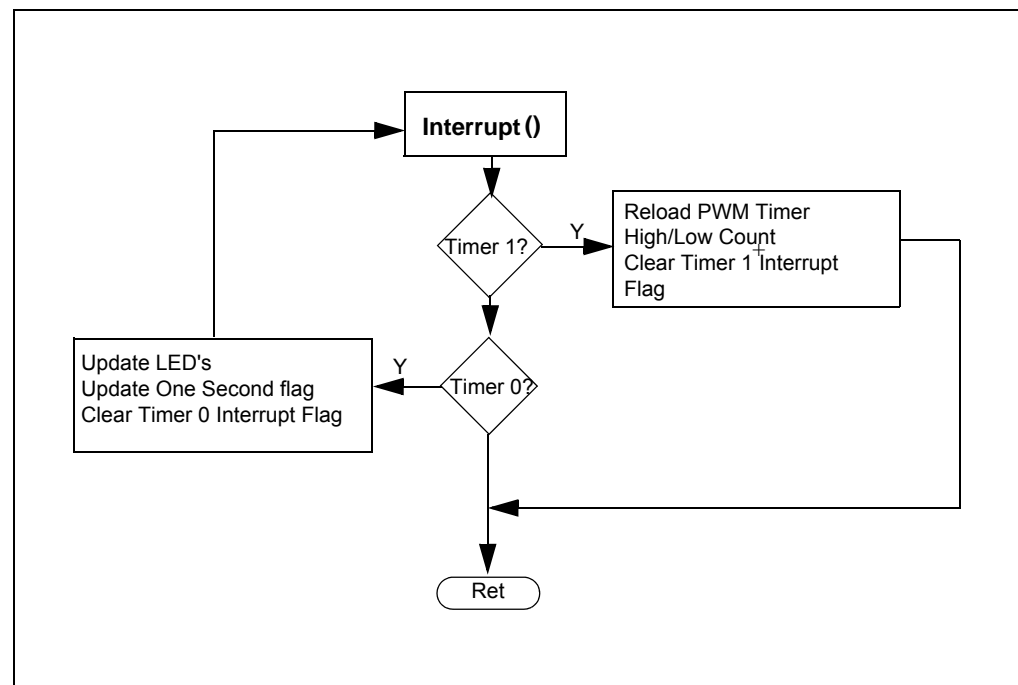 Interrupt()
Timer 1?
Y
Reload PWM Timer
High/Low Count
Clear Timer 1 Interrupt
Flag
Timer 0?
Y
Update LED's
Update One Second flag
Clear Timer 0 Interrupt Flag
Ret